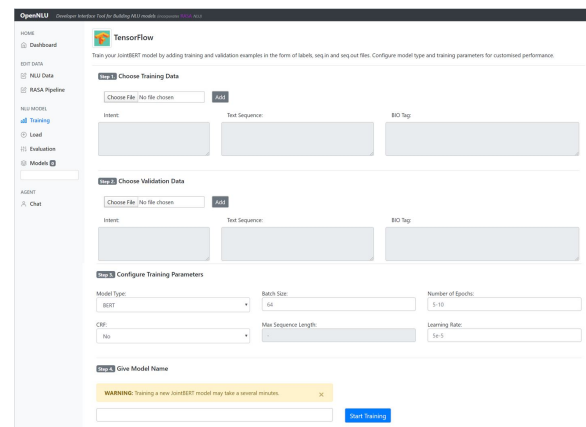 OpenNLU Developer Interface Tool for Building NLU models
HOME
Dashboard
EDIT DATA
NLU Data
RASA Pipeline
NLU MODEL
Training
Load
Evaluation
Models
AGENT
Chat
TensorFlow
Train your JointBERT model by adding training and validation examples in the form of labels, seq.in and seq.out files. Configure model type and training parameters for customised performance.
Step 1. Choose Training Data
Choose File No file chosen Add
Intent: Text Sequence: BIO Tag:
Step 2. Choose Validation Data
Choose File No file chosen Add
Intent: Text Sequence: BIO Tag:
Step 3. Configure Training Parameters
Model Type: Batch Size: Number of Epochs:
BERT 64 5-10
CRF: Max Sequence Length: Learning Rate:
No 5e-5
Step 4. Give Model Name
WARNING: Training a new JointBERT model may take a several minutes. ×
Start Training